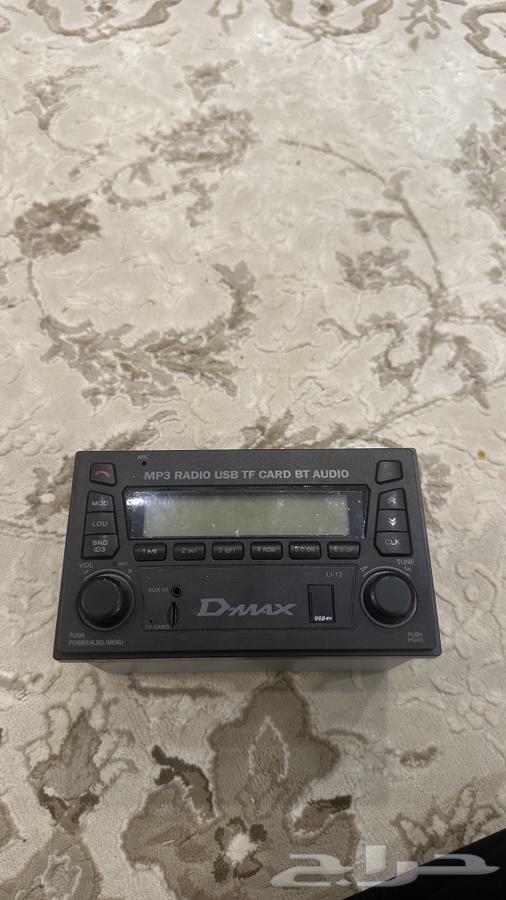 MIC
MP3 RADIO USB TF CARD BT AUDIO
MOD
LOU
BND
ID3
CLK
1 2 INT 3 RPT 4 RDM 5 D.DN 6 D.UP
VOL
TUNE
AUX IN
LI-12
D-MAX
TF CARD
USB
PUSH
POWER/A.SEL/MENU
PUSH
PS/AS
حراج